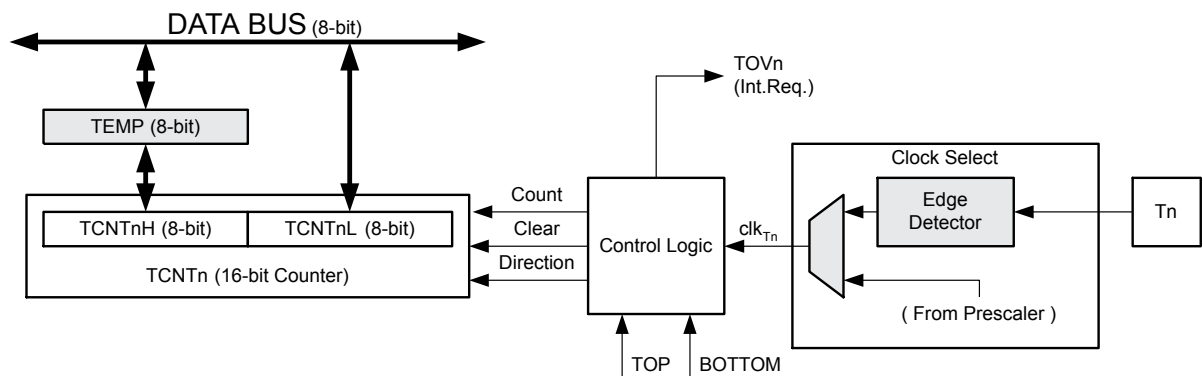 DATA BUS (8-bit)
TOVn
(Int.Req.)
TEMP (8-bit)
Clock Select
Count
Edge
Detector
Tn
TCNTnH (8-bit) TCNTnL (8-bit)
Clear
Control Logic
clkTn
TCNTn (16-bit Counter)
Direction
( From Prescaler )
TOP
BOTTOM